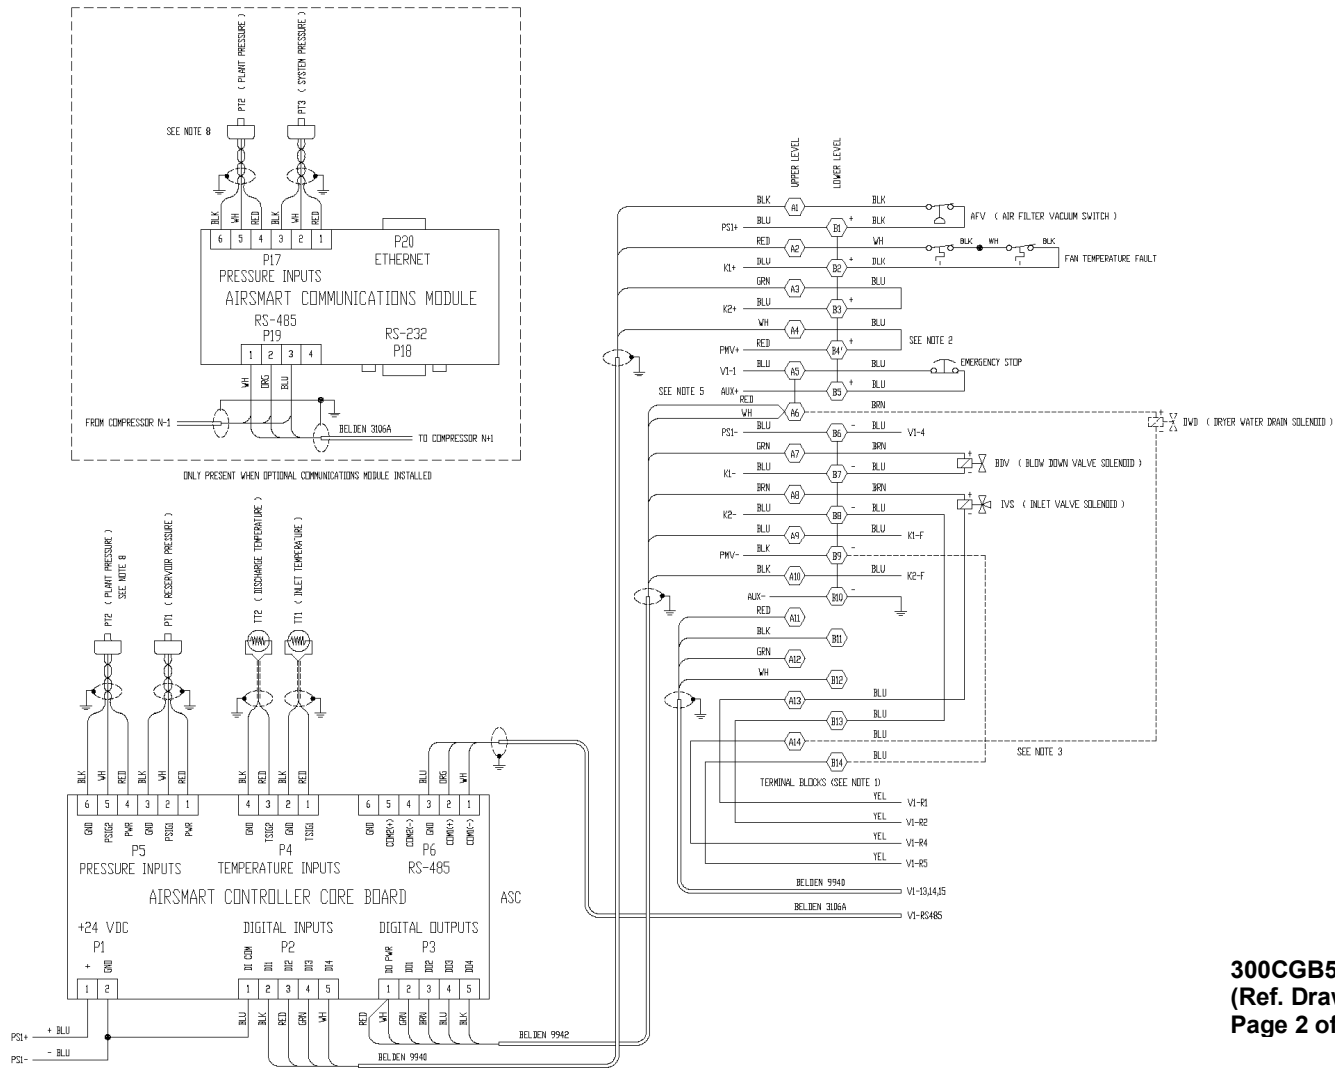 PT2 ( PLANT PRESSURE )
PT3 ( SYSTEM PRESSURE )
SEE NOTE 8
BLK
WH
RED
BLK
WH
RED
6 5 4 3 2 1
P17
PRESSURE INPUTS
P20
ETHERNET
AIRSMART COMMUNICATIONS MODULE
RS-485
P19
RS-232
P18
1 2 3 4
WH
ORG
BLU
FROM COMPRESSOR N-1
BELDEN 3106A
TO COMPRESSOR N+1
ONLY PRESENT WHEN OPTIONAL COMMUNICATIONS MODULE INSTALLED
UPPER LEVEL
LOWER LEVEL
BLK A1 BLK
AFV ( AIR FILTER VACUUM SWITCH )
PS1+ BLU B1 + BLK
RED A2 WH BLK WH BLK
FAN TEMPERATURE FAULT
K1+ BLU B2 + BLK
GRN A3 BLU
K2+ BLU B3 +
WH A4 BLU
SEE NOTE 2
PMV+ RED B4' +
V1-1 BLU A5 BLU
EMERGENCY STOP
SEE NOTE 5 AUX+ B5 + BLU
RED
WH A6 BRN
DWD ( DRYER WATER DRAIN SOLENOID )
PS1- BLU B6 - BLU V1-4
GRN A7 BRN
BDV ( BLOW DOWN VALVE SOLENOID )
K1- BLU B7 - BLU
BRN A8 BRN
IVS ( INLET VALVE SOLENOID )
K2- BLU B8 - BLU
BLU A9 BLU K1-F
PMV- BLK B9 -
BLK A10 BLU K2-F
AUX- B10 -
RED A11
BLK B11
GRN A12
WH B12
A13 BLU
B13 BLU
A14 BLU
SEE NOTE 3
B14 BLU
TERMINAL BLOCKS (SEE NOTE 1)
YEL V1-R1
YEL V1-R2
YEL V1-R4
YEL V1-R5
BELDEN 9940 V1-13,14,15
BELDEN 3106A V1-RS485
PT2 ( PLANT PRESSURE )
SEE NOTE 8
PT1 ( RESERVOIR PRESSURE )
TT2 ( DISCHARGE TEMPERATURE )
TT1 ( INLET TEMPERATURE )
BLK
WH
RED
BLK
WH
RED
BLK
RED
BLK
RED
BLU
ORG
WH
6 5 4 3 2 1
4 3 2 1
6 5 4 3 2 1
GND
PSIG2
PWR
GND
PSIG1
PWR
GND
TSIG2
GND
TSIG1
GND
COM2(+)
COM2(-)
GND
COM1(+)
COM1(-)
P5
PRESSURE INPUTS
P4
TEMPERATURE INPUTS
P6
RS-485
AIRSMART CONTROLLER CORE BOARD
ASC
+24 VDC
P1
+
GND
DIGITAL INPUTS
P2
DI COM
DI1
DI2
DI3
DI4
DIGITAL OUTPUTS
P3
DO PWR
DO1
DO2
DO3
DO4
1 2
1 2 3 4 5
1 2 3 4 5
BLU
BLK
RED
GRN
WH
RED
WH
GRN
BRN
BLU
BLK
PS1+ + BLU
PS1- - BLU
BELDEN 9942
BELDEN 9940
300CGB5
(Ref. Draw
Page 2 of